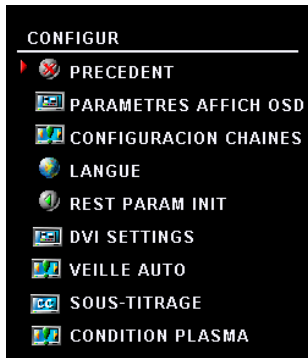 CONFIGUR
PRECEDENT
PARAMETRES AFFICH OSD
CONFIGURACION CHAINES
LANGUE
REST PARAM INIT
DVI SETTINGS
VEILLE AUTO
CC SOUS-TITRAGE
CONDITION PLASMA